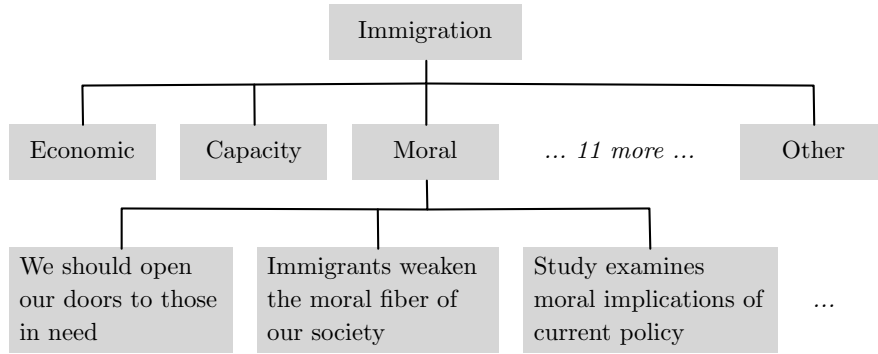 Immigration
Economic
Capacity
Moral
... 11 more ...
Other
We should open
our doors to those
in need
Immigrants weaken
the moral fiber of
our society
Study examines
moral implications of
current policy
...